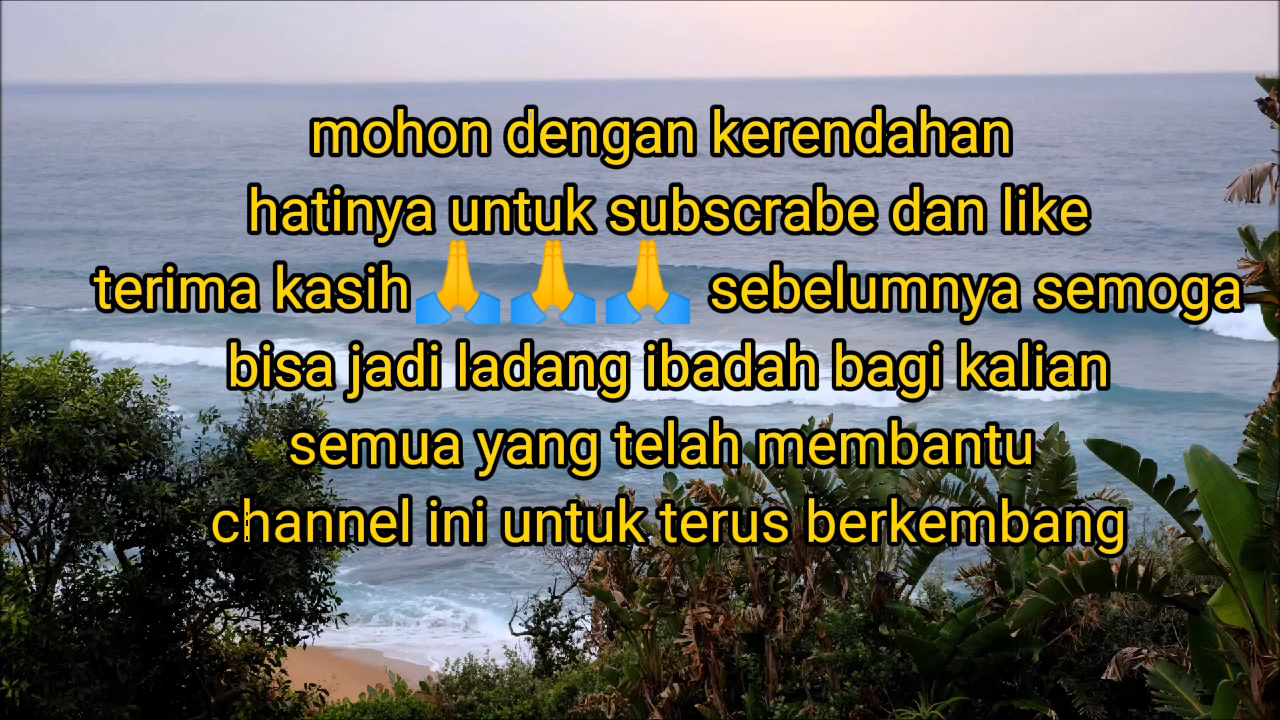 mohon dengan kerendahan
hatinya untuk subscrabe dan like
terima kasih🙏🙏🙏 sebelumnya semoga
bisa jadi ladang ibadah bagi kalian
semua yang telah membantu
channel ini untuk terus berkembang